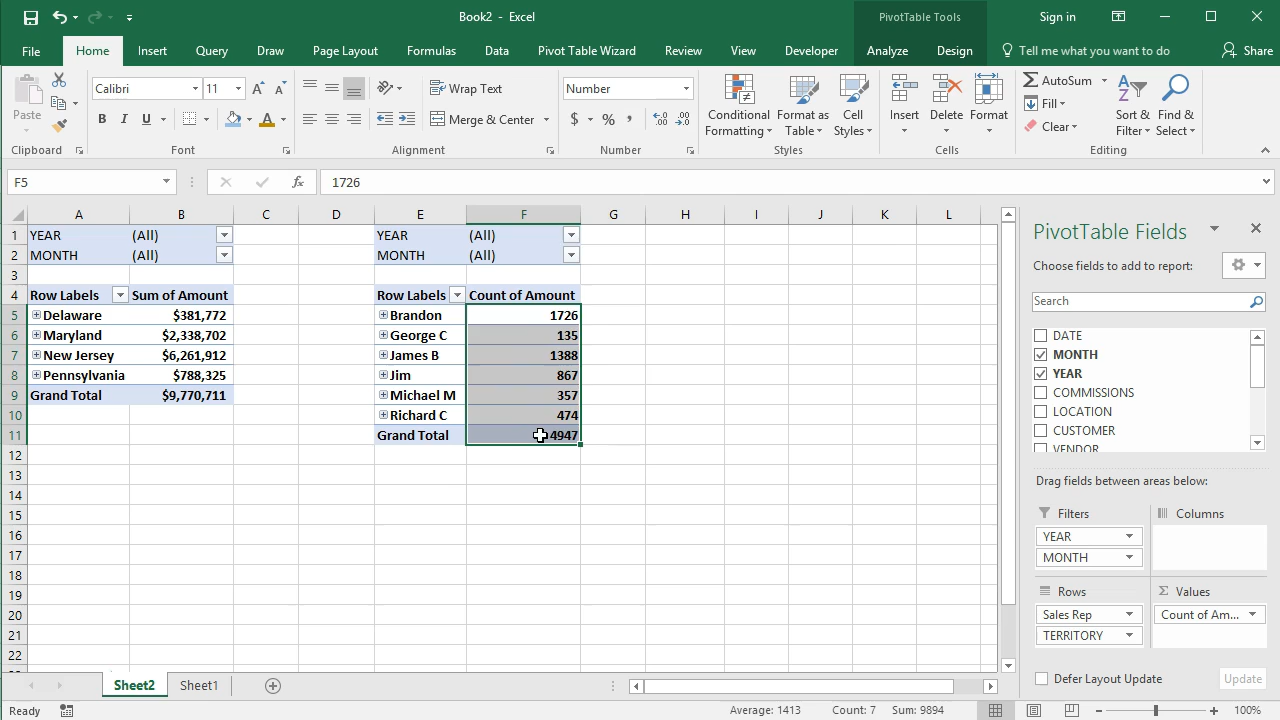 Book2 - Excel
PivotTable Tools
Sign in
File Home Insert Query Draw Page Layout Formulas Data Pivot Table Wizard Review View Developer Analyze Design Tell me what you want to do Share
Paste
Calibri 11
Wrap Text
Merge & Center
Number
Conditional Formatting
Format as Table
Cell Styles
Insert
Delete
Format
AutoSum
Fill
Clear
Sort & Filter
Find & Select
Clipboard Font Alignment Number Styles Cells Editing
F5 fx 1726
A B C D E F G H I J K L
1 YEAR (All) YEAR (All)
2 MONTH (All) MONTH (All)
3
4 Row Labels Sum of Amount Row Labels Count of Amount
5 Delaware $381,772 Brandon 1726
6 Maryland $2,338,702 George C 135
7 New Jersey $6,261,912 James B 1388
8 Pennsylvania $788,325 Jim 867
9 Grand Total $9,770,711 Michael M 357
10 Richard C 474
11 Grand Total 4947
12
13
14
15
16
17
18
19
20
21
22
PivotTable Fields
Choose fields to add to report:
Search
DATE
MONTH
YEAR
COMMISSIONS
LOCATION
CUSTOMER
VENDOR
Drag fields between areas below:
Filters Columns
YEAR
MONTH
Rows Σ Values
Sales Rep Count of Am...
TERRITORY
Defer Layout Update Update
Sheet2 Sheet1
Ready Average: 1413 Count: 7 Sum: 9894 100%